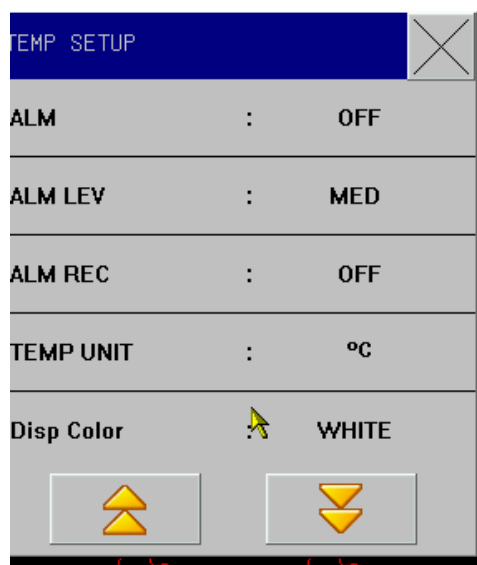 TEMP SETUP
ALM : OFF
ALM LEV : MED
ALM REC : OFF
TEMP UNIT : ºC
Disp Color : WHITE